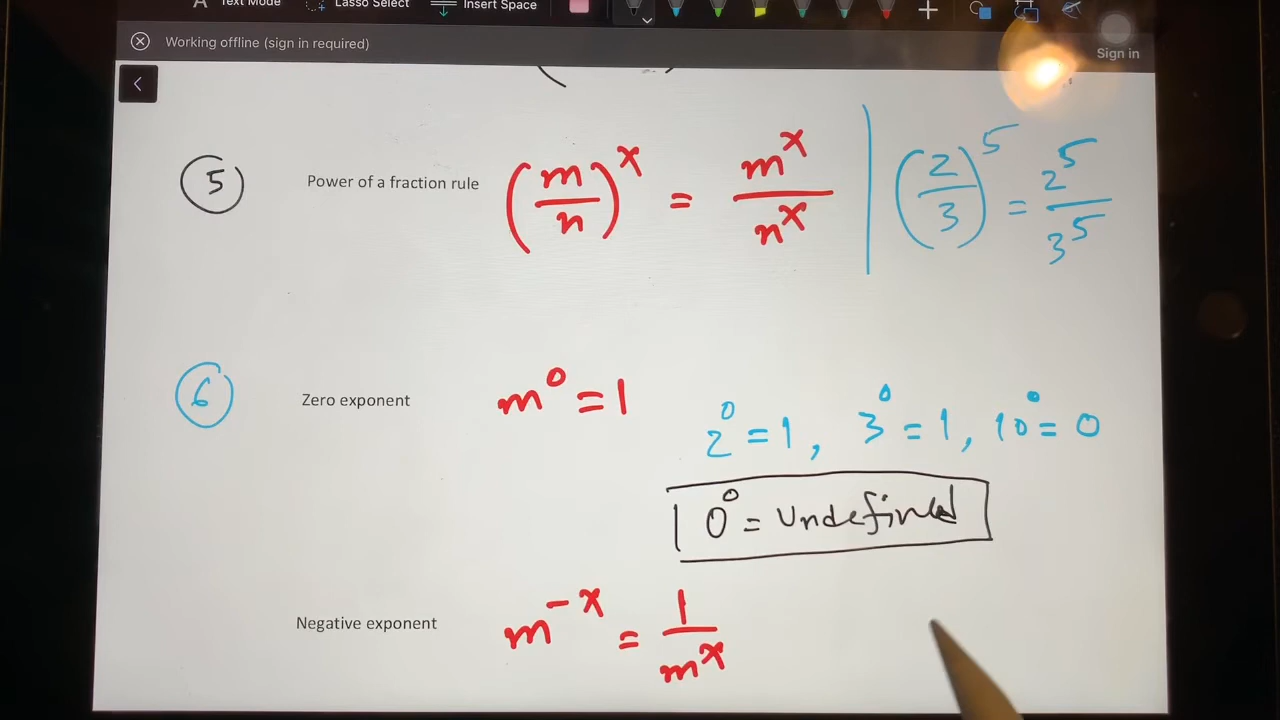 Text Mode Lasso Select Insert Space
Working offline (sign in required)
Sign in
5 Power of a fraction rule (m/n)^x = m^x/n^x | (2/3)^5 = 2^5/3^5
6 Zero exponent m^0 = 1
2^0 = 1, 3^0 = 1, 10^0 = 0
0^0 = Undefined
Negative exponent m^-x = 1/m^x